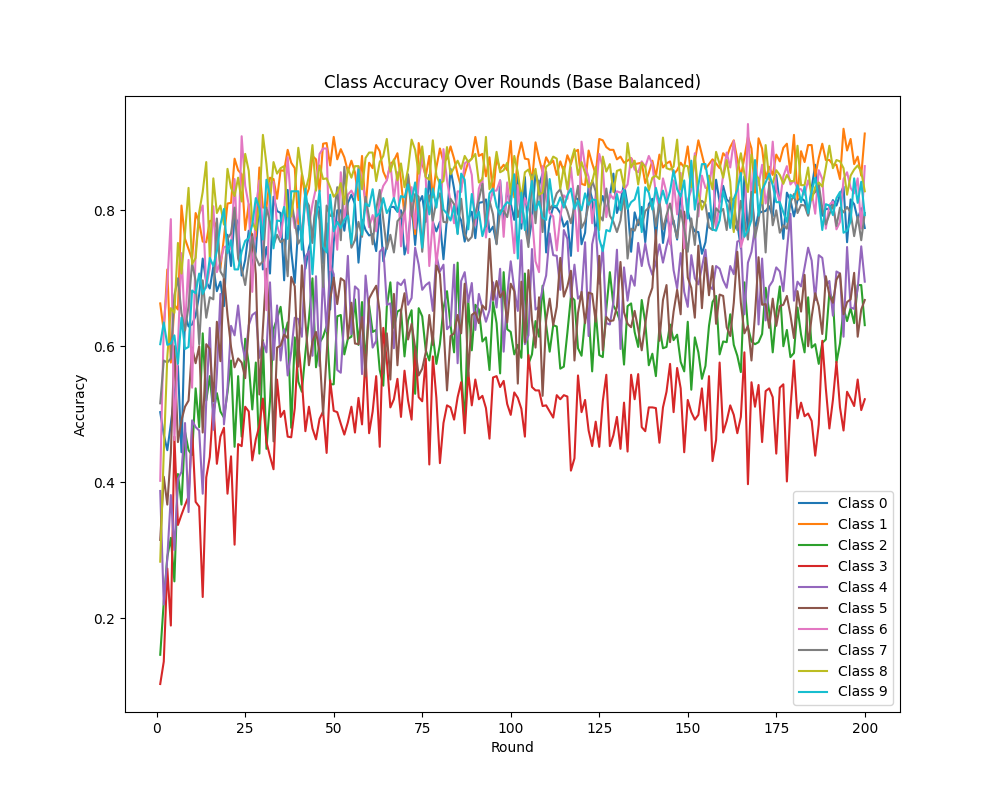 Class Accuracy Over Rounds (Base Balanced)
Accuracy
0.8
0.6
0.4
0.2
0 25 50 75 100 125 150 175 200
Round
Class 0
Class 1
Class 2
Class 3
Class 4
Class 5
Class 6
Class 7
Class 8
Class 9